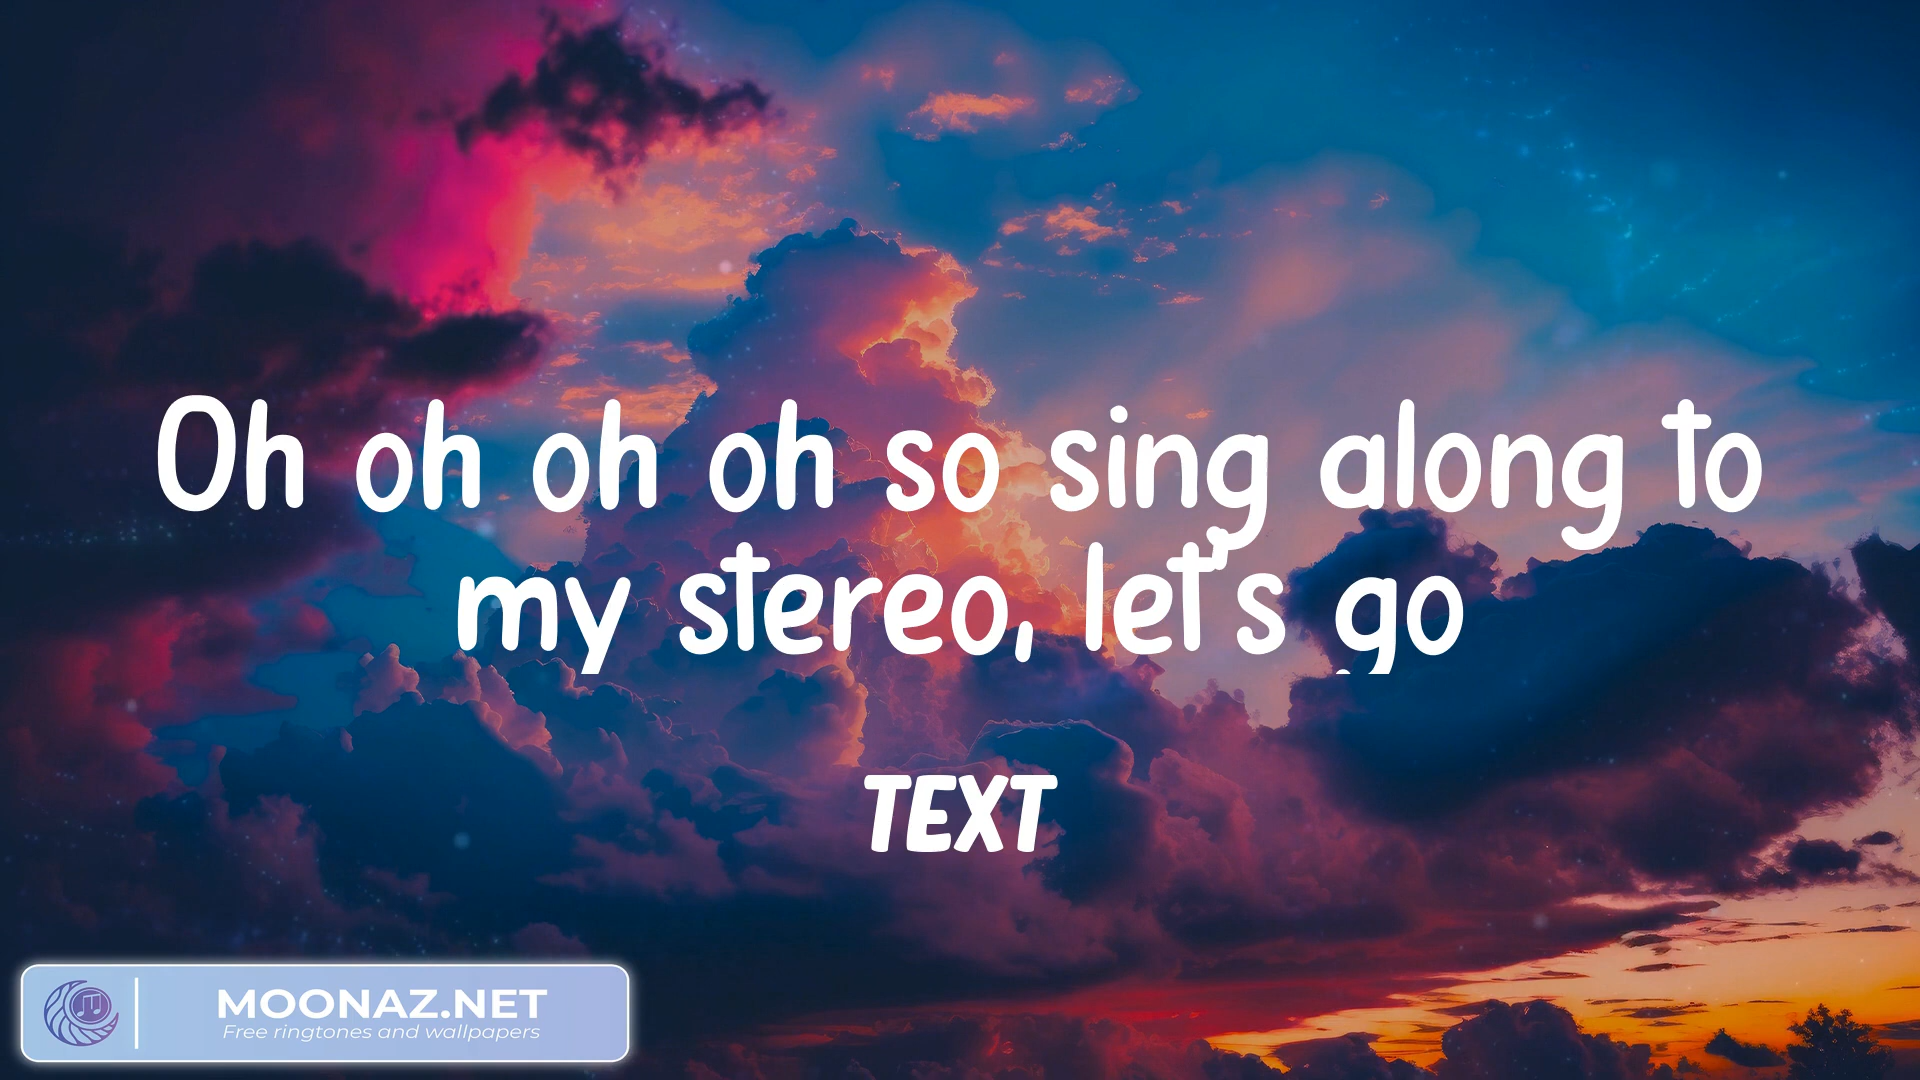 Oh oh oh oh so sing along to
my stereo, let's go
TEXT
MOONAZ.NET
Free ringtones and wallpapers